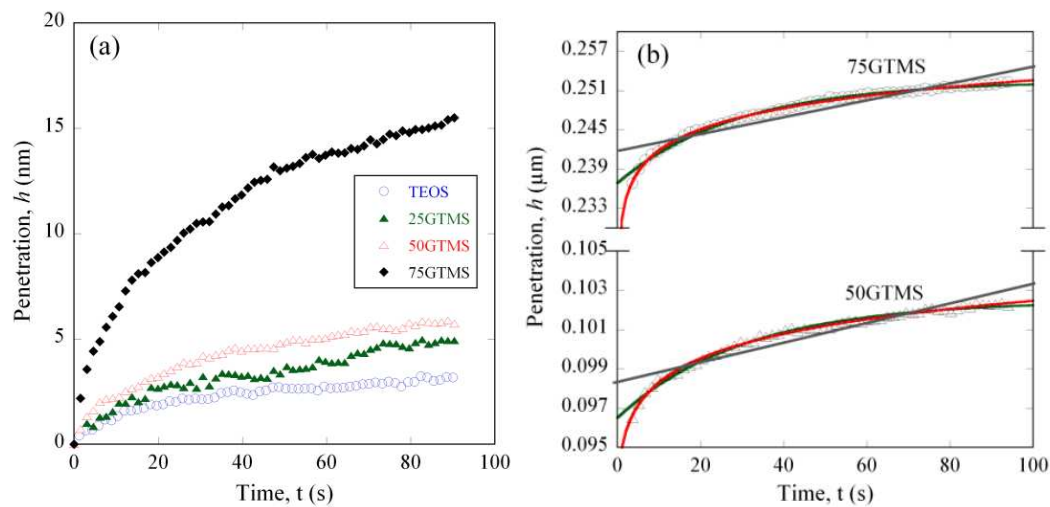 (a)
20
15
10
5
0
Penetration, h (nm)
TEOS
25GTMS
50GTMS
75GTMS
0 20 40 60 80 100
Time, t (s)
(b)
75GTMS
0.257
0.251
0.245
0.239
0.233
0.105
0.103
0.101
0.099
0.097
0.095
Penetration, h (μm)
50GTMS
0 20 40 60 80 100
Time, t (s)